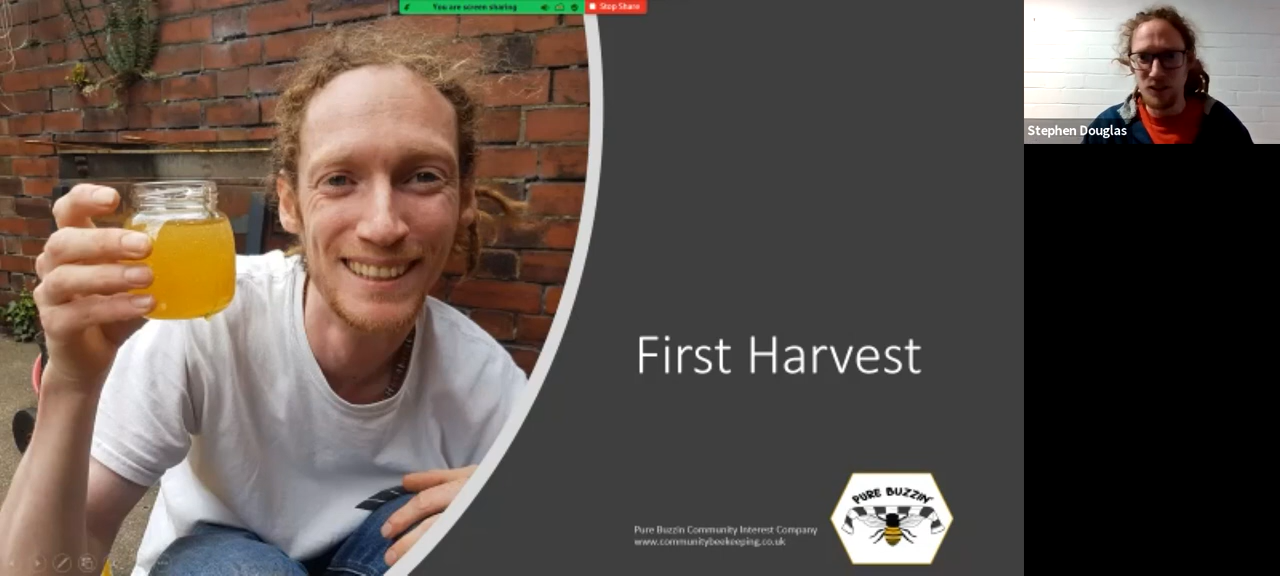 You are screen sharing
Stop Share
Stephen Douglas
First Harvest
PURE BUZZIN'
Pure Buzzin Community Interest Company
www.communitybeekeeping.co.uk